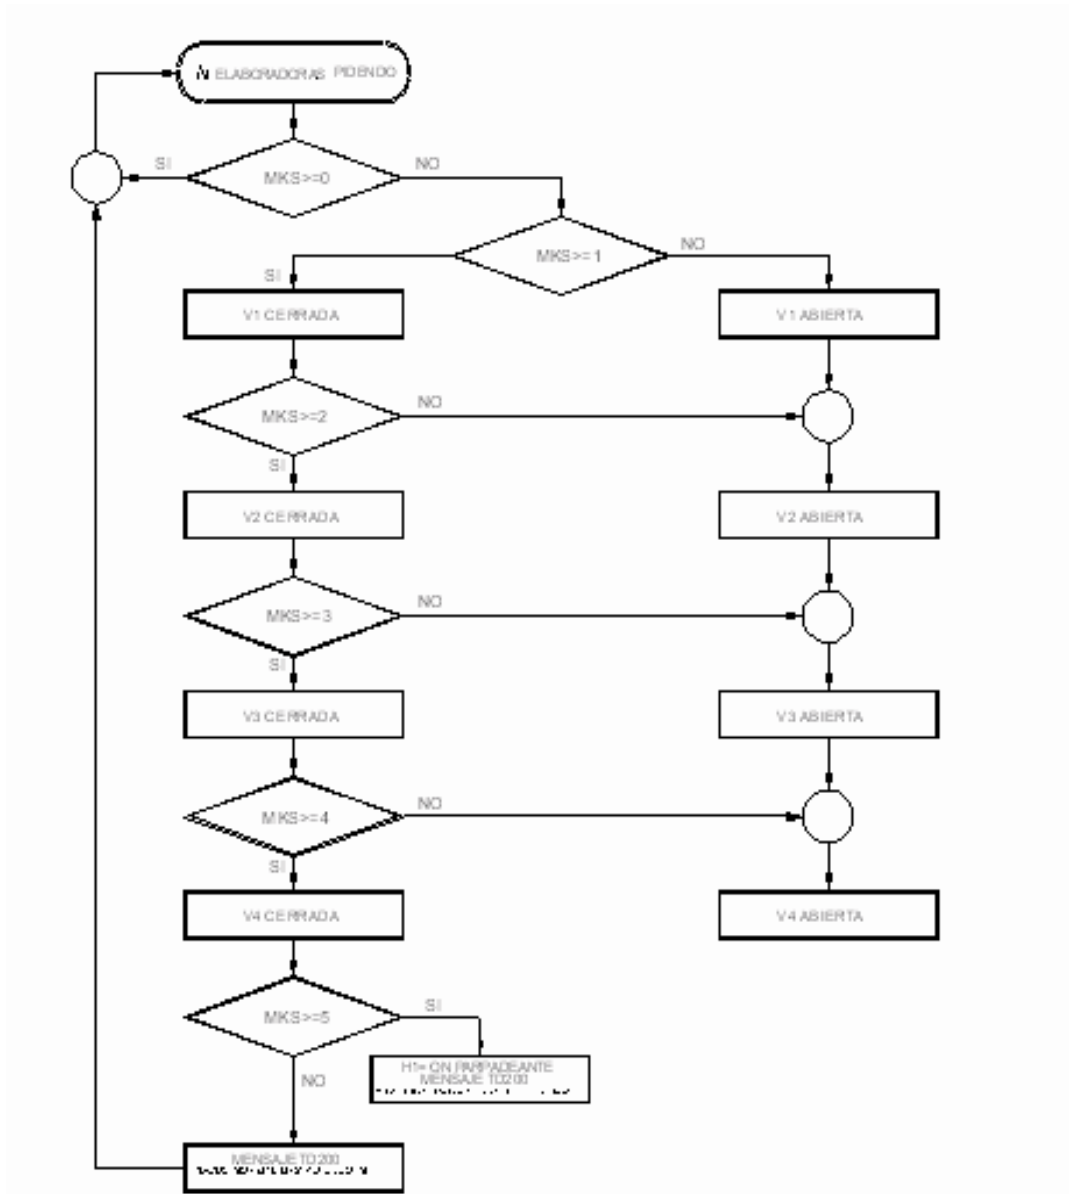 Nº ELABORADORAS PIDENDO
SI
MKS>=0
NO
MKS>=1
NO
SI
V1 CERRADA
V1 ABIERTA
MKS>=2
NO
SI
V2 CERRADA
V2 ABIERTA
MKS>=3
NO
SI
V3 CERRADA
V3 ABIERTA
MKS>=4
NO
SI
V4 CERRADA
V4 ABIERTA
MKS>=5
SI
H1= ON PARPADEANTE
MENSAJE TD200
NO
MENSAJE TD200